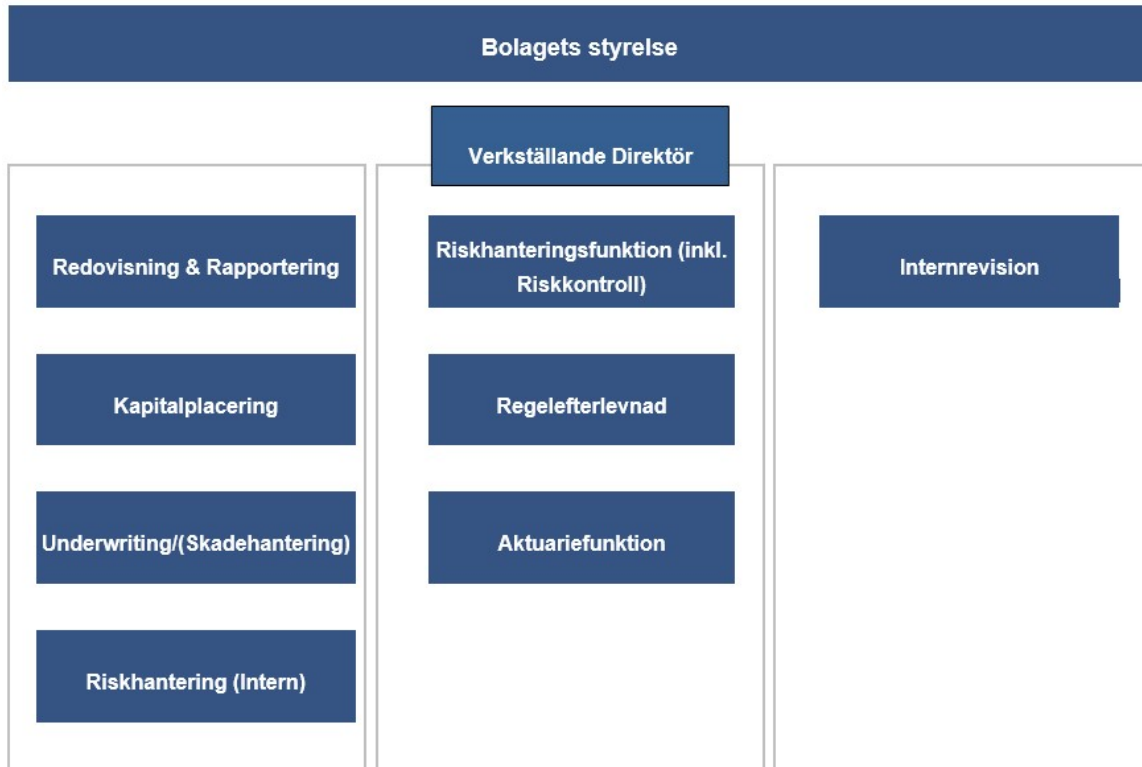 Bolagets styrelse
Verkställande Direktör
Redovisning & Rapportering
Kapitalplacering
Underwriting/(Skadehantering)
Riskhantering (Intern)
Riskhanteringsfunktion (inkl.
Riskkontroll)
Regelefterlevnad
Aktuariefunktion
Internrevision